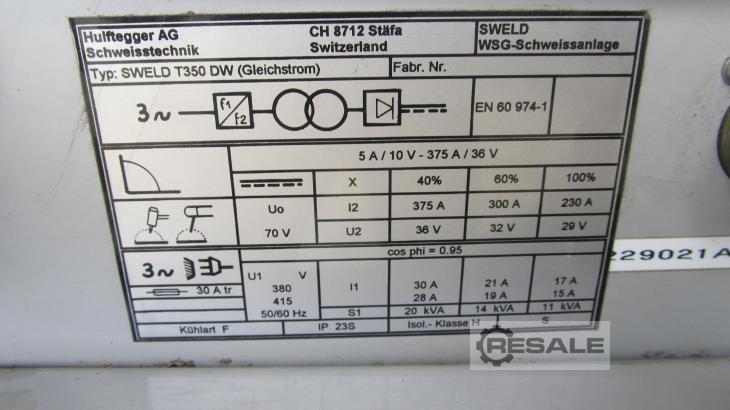 Hulftegger AG CH 8712 Stäfa SWELD
Schweisstechnik Switzerland WSG-Schweissanlage
Typ: SWELD T350 DW (Gleichstrom) Fabr. Nr.
3~ f1 f2 EN 60 974-1
5 A / 10 V - 375 A / 36 V
X 40% 60% 100%
Uo I2 375 A 300 A 230 A
70 V U2 36 V 32 V 29 V
cos phi = 0.95
3~ U1 V I1 30 A 21 A 17 A
30 A tr 380 28 A 19 A 15 A
415
50/60 Hz S1 20 kVA 14 kVA 11 kVA
Kühlart F IP 23S Isol.- Klasse H S
229021A
RESALE